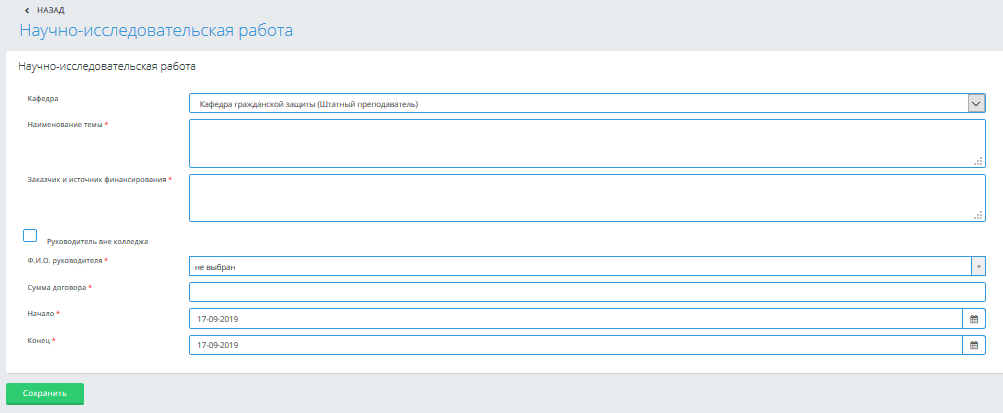 НАЗАД
Научно-исследовательская работа
Научно-исследовательская работа
Кафедра
Кафедра гражданской защиты (Штатный преподаватель)
Наименование темы *
Заказчик и источник финансирования *
Руководитель вне колледжа
Ф.И.О. руководителя *
не выбран
Сумма договора *
Начало *
17-09-2019
Конец *
17-09-2019
Сохранить